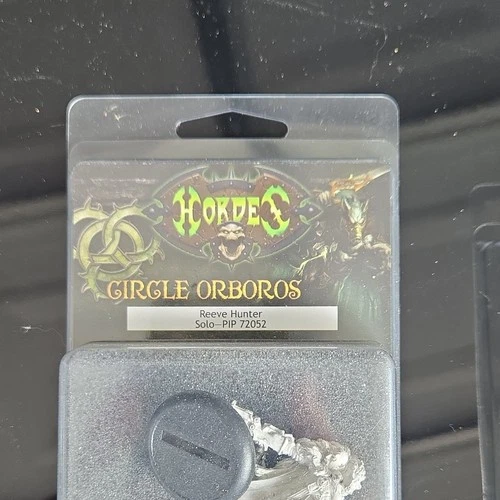 HORDES
CIRCLE ORBOROS
Reeve Hunter
Solo—PIP 72052